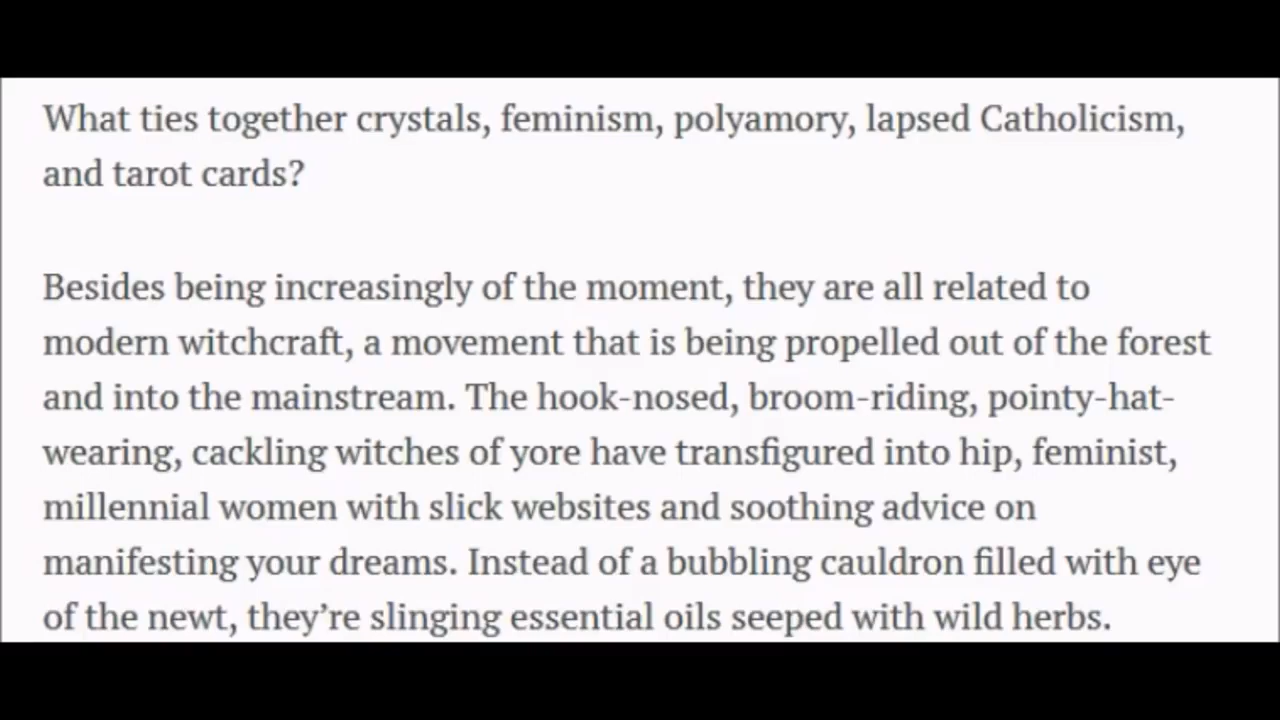 What ties together crystals, feminism, polyamory, lapsed Catholicism,
and tarot cards?
Besides being increasingly of the moment, they are all related to
modern witchcraft, a movement that is being propelled out of the forest
and into the mainstream. The hook-nosed, broom-riding, pointy-hat-
wearing, cackling witches of yore have transfigured into hip, feminist,
millennial women with slick websites and soothing advice on
manifesting your dreams. Instead of a bubbling cauldron filled with eye
of the newt, they’re slinging essential oils seeped with wild herbs.